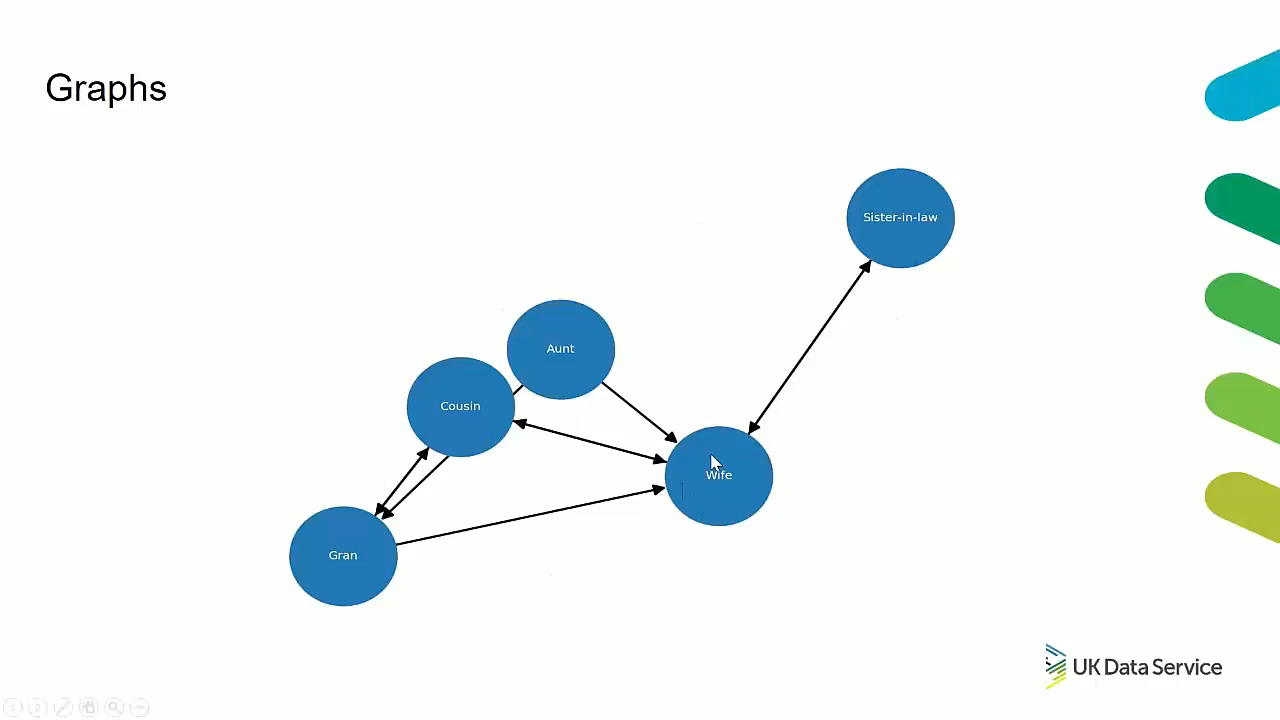 Graphs
Sister-in-law
Aunt
Cousin
Wife
Gran
UK Data Service